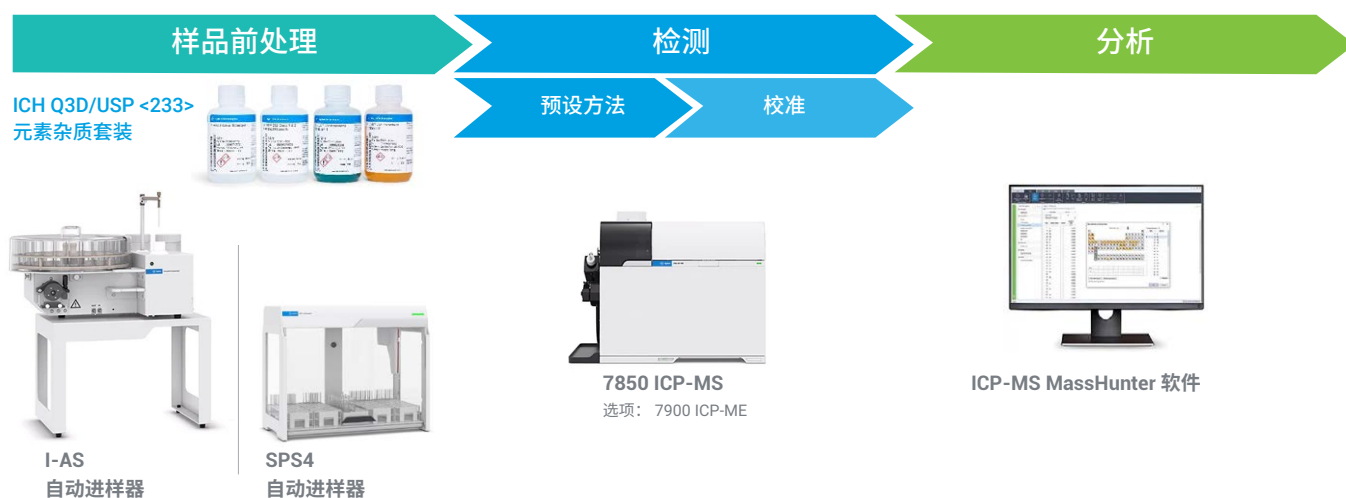 样品前处理
检测
分析
ICH Q3D/USP <233>
元素杂质套装
预设方法
校准
7850 ICP-MS
选项： 7900 ICP-ME
ICP-MS MassHunter 软件
I-AS
自动进样器
SPS4
自动进样器